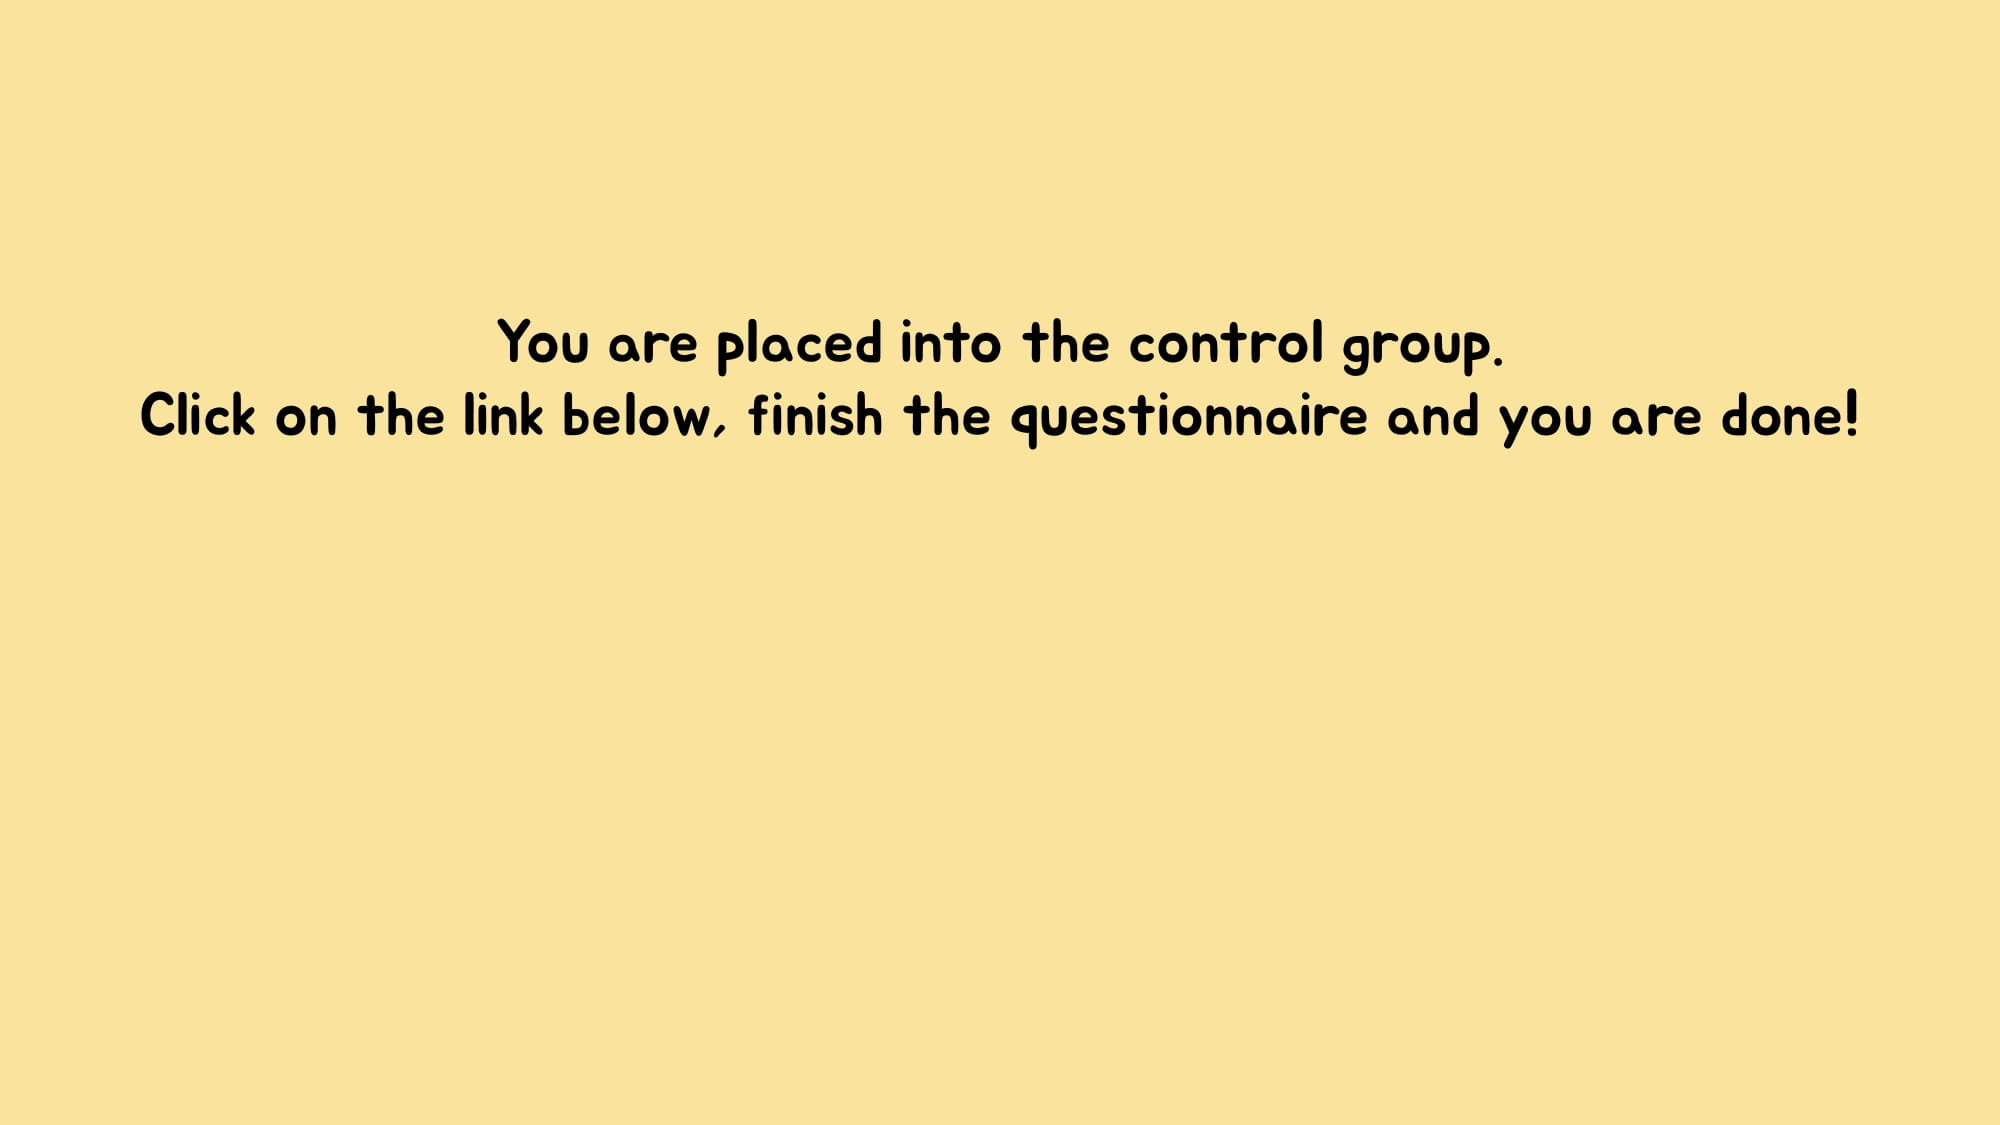 You are placed into the control group.
Click on the link below, finish the questionnaire and you are done!